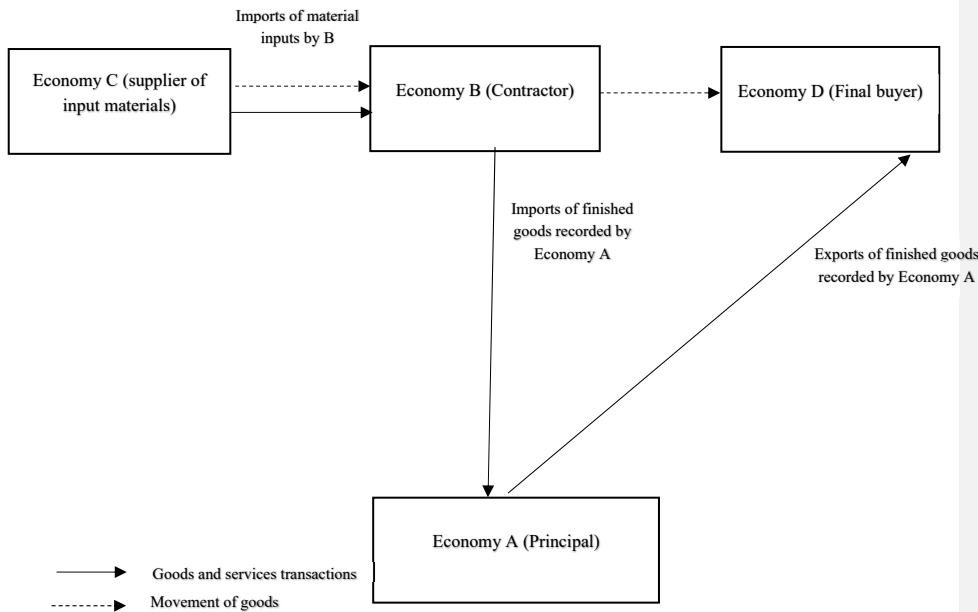 Imports of material
inputs by B
Economy C (supplier of
input materials)
Economy B (Contractor)
Economy D (Final buyer)
Imports of finished
goods recorded by
Economy A
Exports of finished goods
recorded by Economy A
Economy A (Principal)
Goods and services transactions
Movement of goods